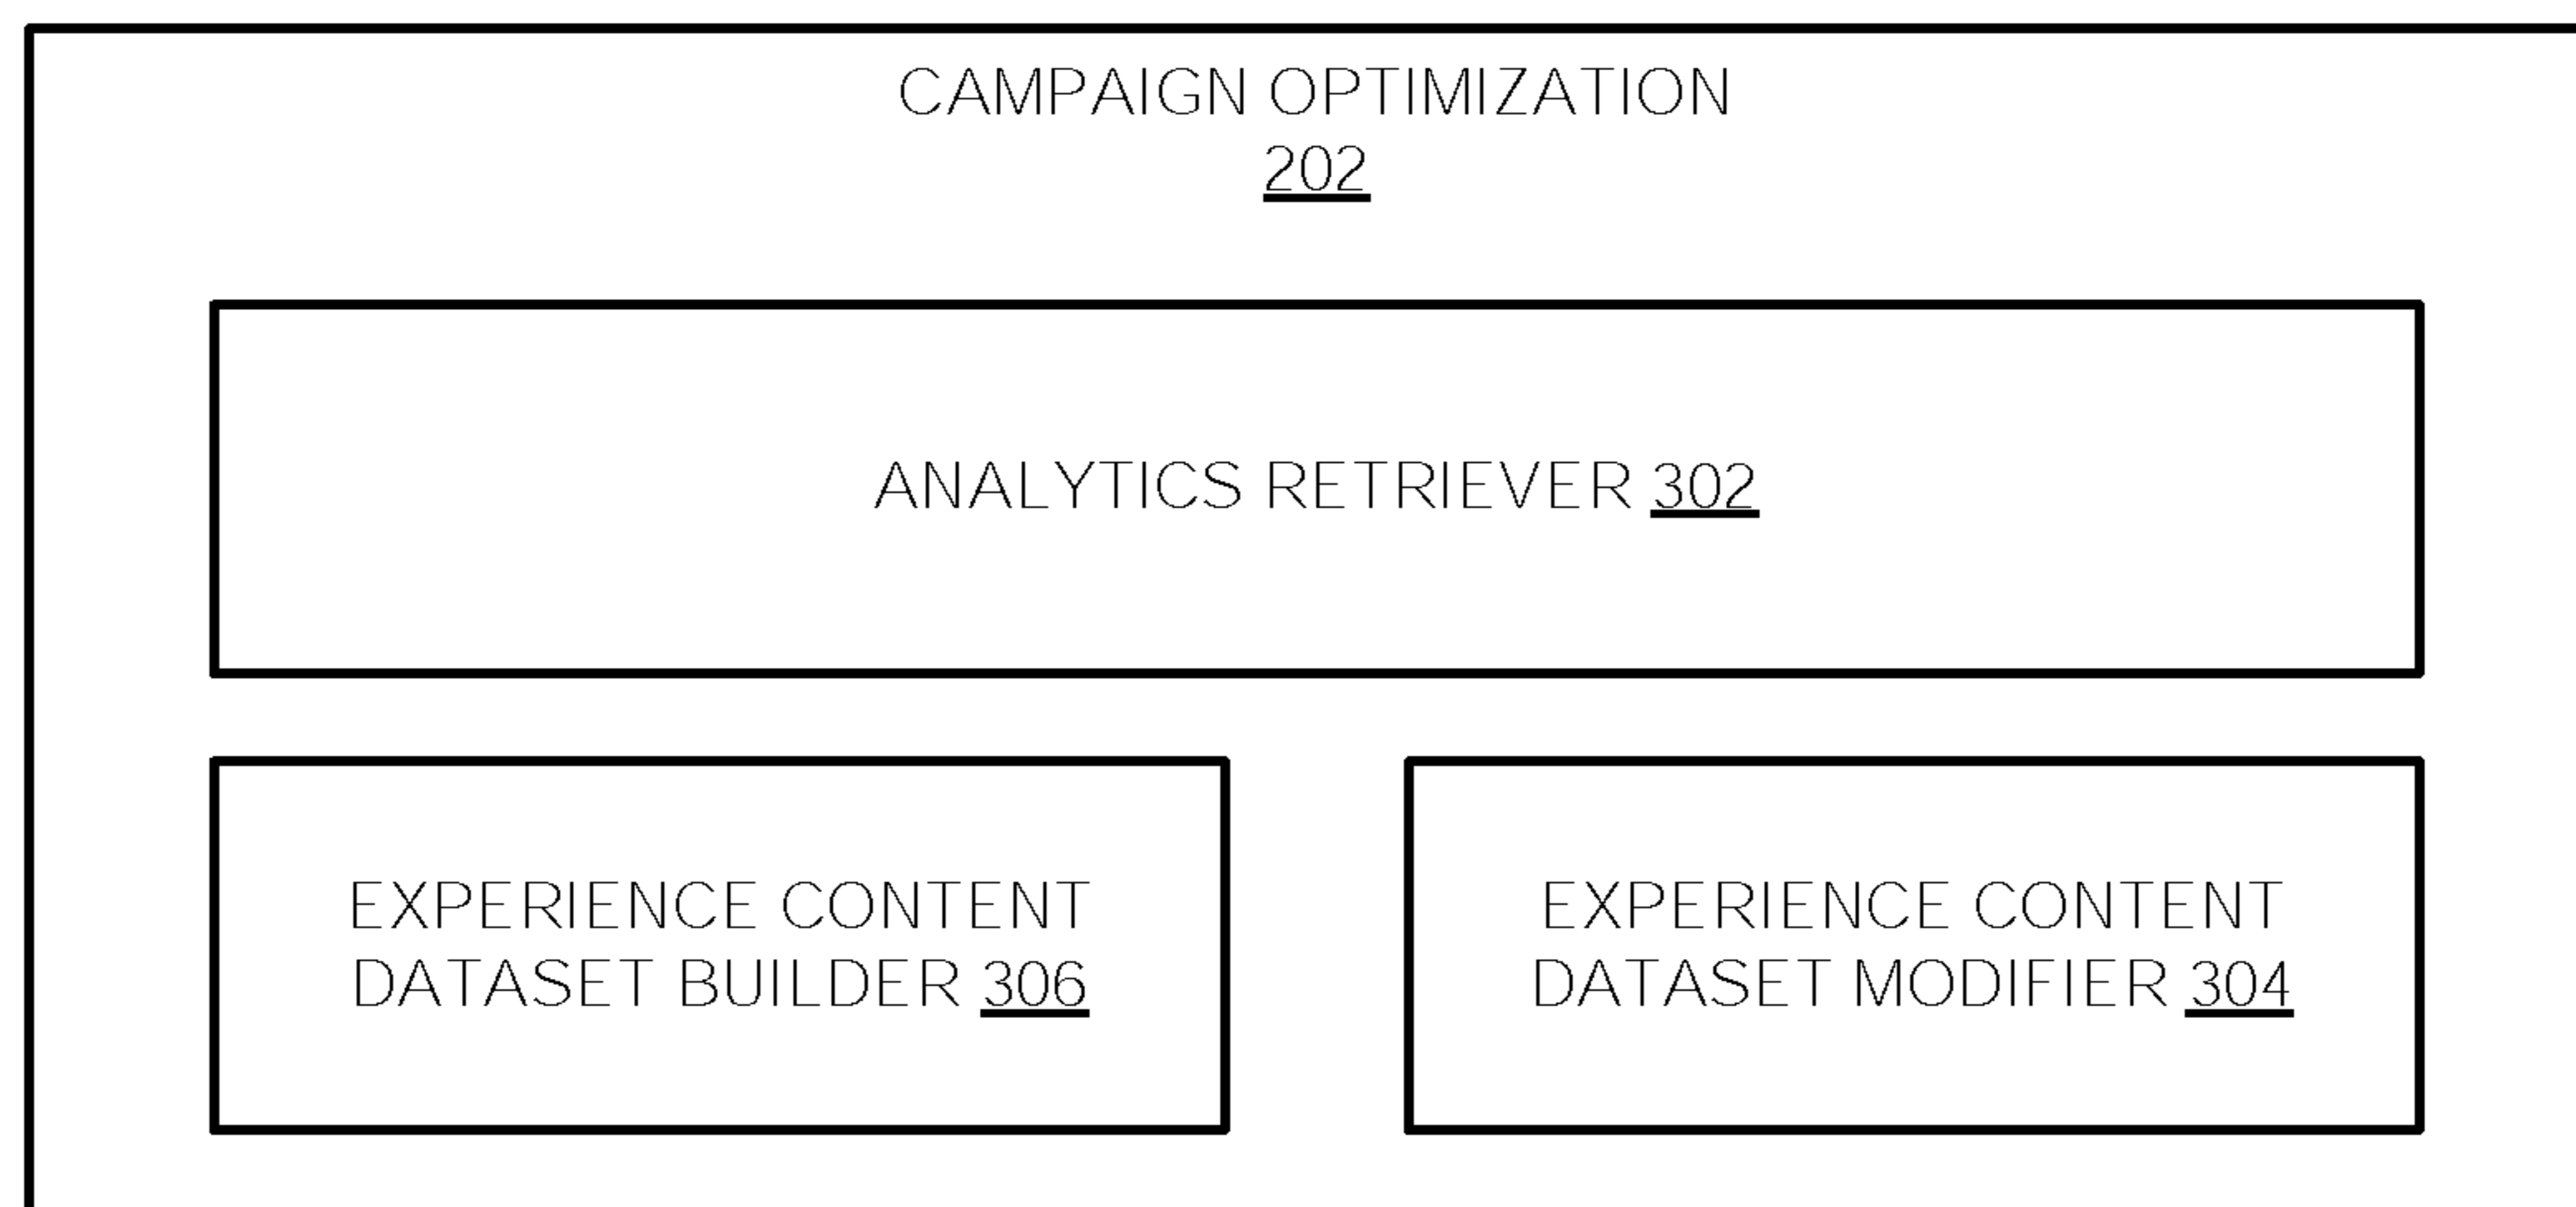 CAMPAIGN OPTIMIZATION
202
ANALYTICS RETRIEVER 302
EXPERIENCE CONTENT
DATASET BUILDER 306
EXPERIENCE CONTENT
DATASET MODIFIER 304